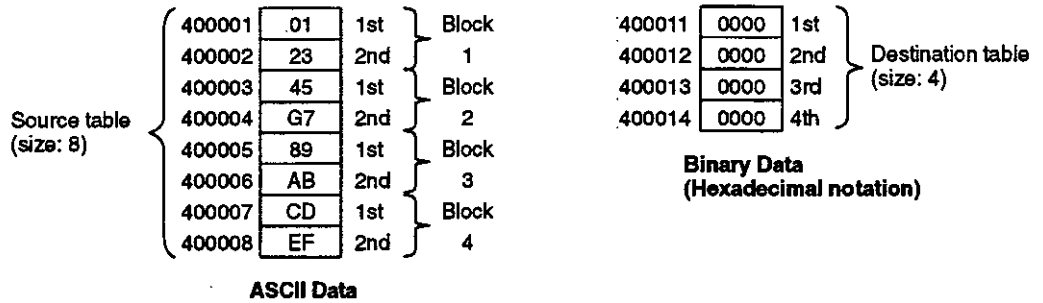 400001 01 1st Block
400002 23 2nd 1
400003 45 1st Block
400004 G7 2nd 2
400005 89 1st Block
400006 AB 2nd 3
400007 CD 1st Block
400008 EF 2nd 4
Source table
(size: 8)
ASCII Data
400011 0000 1st
400012 0000 2nd
400013 0000 3rd
400014 0000 4th
Destination table
(size: 4)
Binary Data
(Hexadecimal notation)